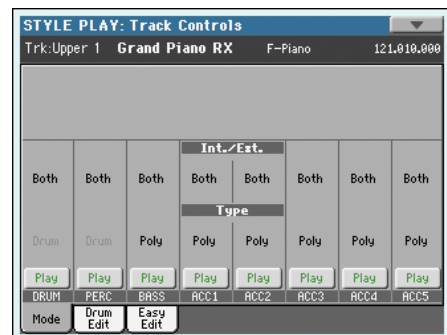 STYLE PLAY: Track Controls
Trk:Upper 1 Grand Piano RX F-Piano 121.010.000
Int./Ext.
Both Both Both Both Both Both Both Both
Type
Drum Drum Poly Poly Poly Poly Poly Poly
Play Play Play Play Play Play Play Play
DRUM PERC BASS ACC1 ACC2 ACC3 ACC4 ACC5
Mode Drum Edit Easy Edit